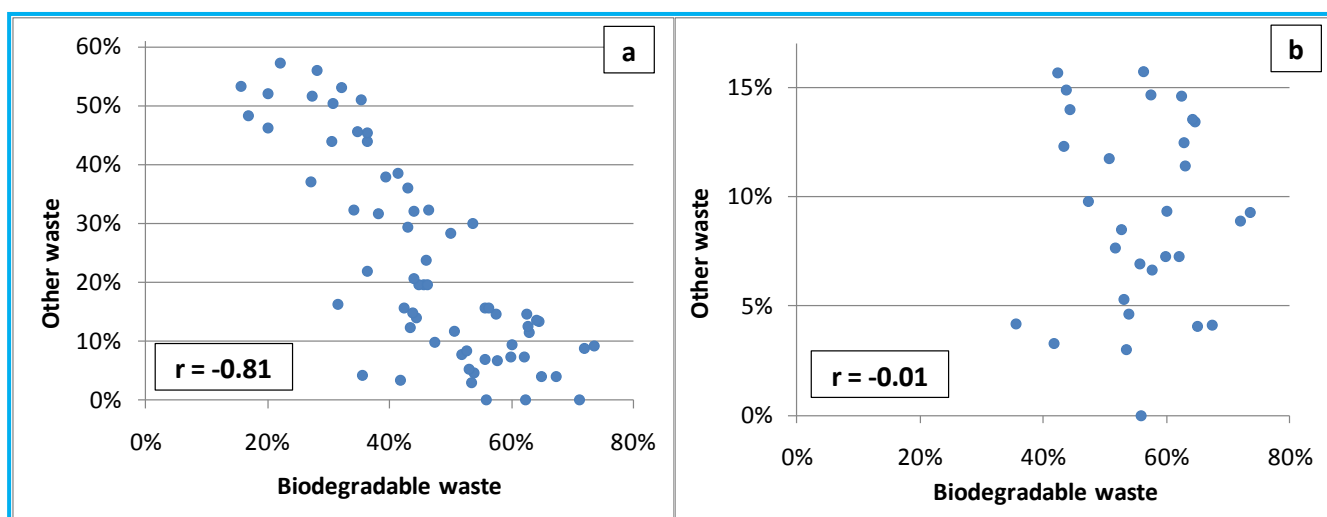 a
60%
50%
40%
30%
20%
10%
0%
Other waste
r = -0.81
0% 20% 40% 60% 80%
Biodegradable waste
b
15%
10%
5%
0%
Other waste
r = -0.01
0% 20% 40% 60% 80%
Biodegradable waste